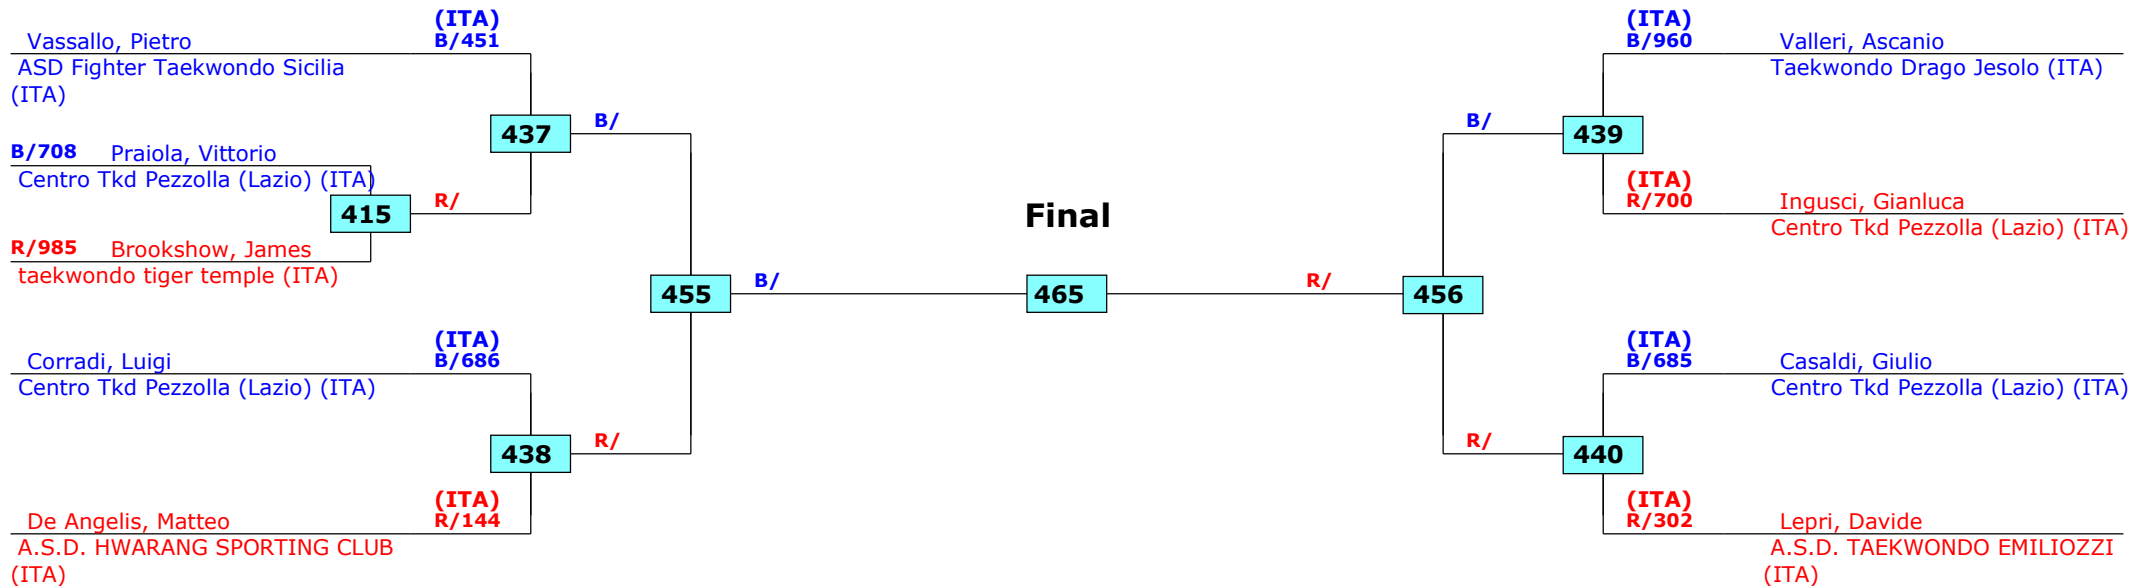 (ITA)
Vassallo, Pietro B/451
ASD Fighter Taekwondo Sicilia
(ITA)
437
B/
B/708 Praiola, Vittorio
Centro Tkd Pezzolla (Lazio) (ITA)
415
R/
R/985 Brookshow, James
taekwondo tiger temple (ITA)
455
B/
(ITA)
Corradi, Luigi B/686
Centro Tkd Pezzolla (Lazio) (ITA)
438
R/
(ITA)
De Angelis, Matteo R/144
A.S.D. HWARANG SPORTING CLUB
(ITA)
Final
465
(ITA)
B/960 Valleri, Ascanio
Taekwondo Drago Jesolo (ITA)
B/
439
(ITA)
R/700 Ingusci, Gianluca
Centro Tkd Pezzolla (Lazio) (ITA)
R/
456
(ITA)
B/685 Casaldi, Giulio
Centro Tkd Pezzolla (Lazio) (ITA)
R/
440
(ITA)
R/302 Lepri, Davide
A.S.D. TAEKWONDO EMILIOZZI
(ITA)